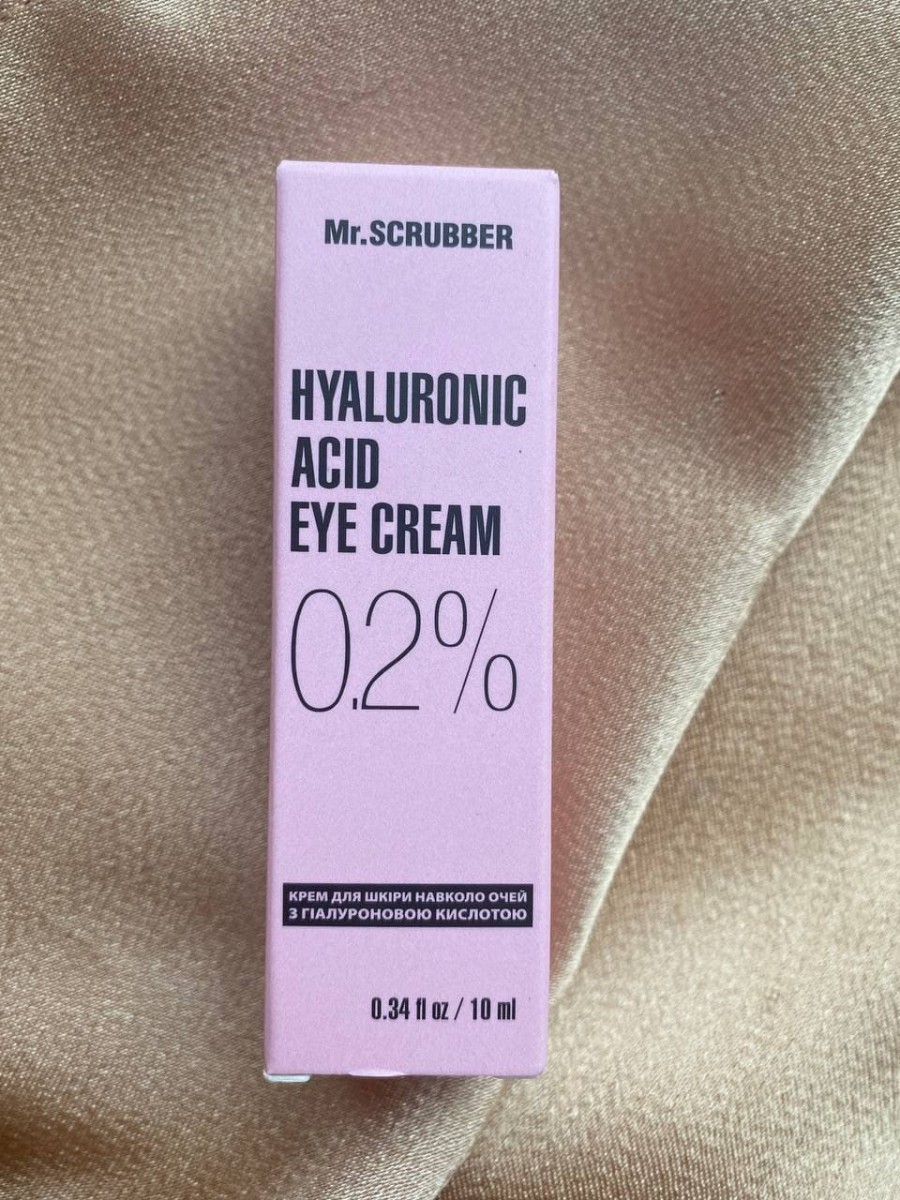 Mr.SCRUBBER
HYALURONIC
ACID
EYE CREAM
0.2%
КРЕМ ДЛЯ ШКІРИ НАВКОЛО ОЧЕЙ
З ГІАЛУРОНОВОЮ КИСЛОТОЮ
0.34 fl oz / 10 ml